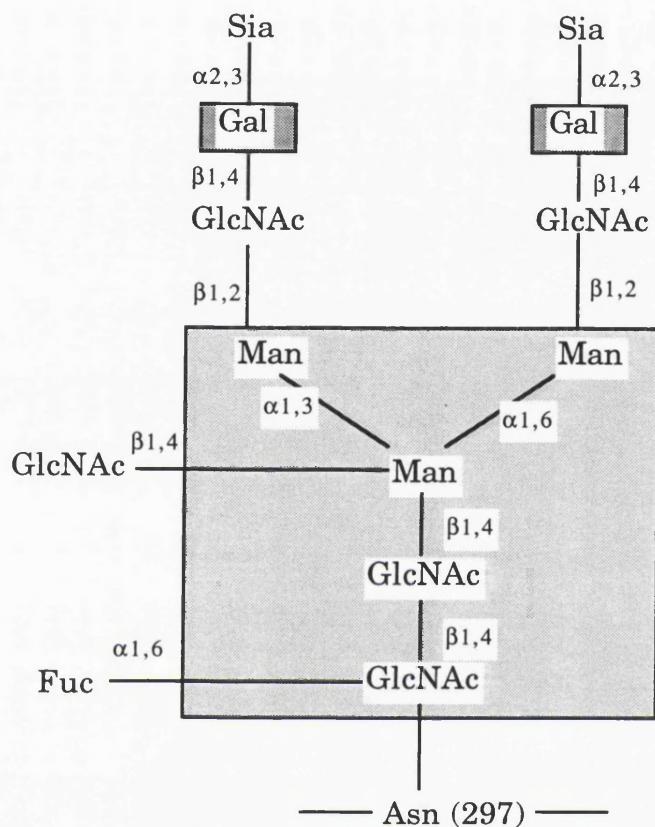 Sia Sia
α2,3 α2,3
Gal Gal
β1,4 β1,4
GlcNAc GlcNAc
β1,2 β1,2
Man Man
α1,3 α1,6
β1,4
GlcNAc Man
β1,4
GlcNAc
β1,4
α1,6
Fuc GlcNAc
Asn (297)